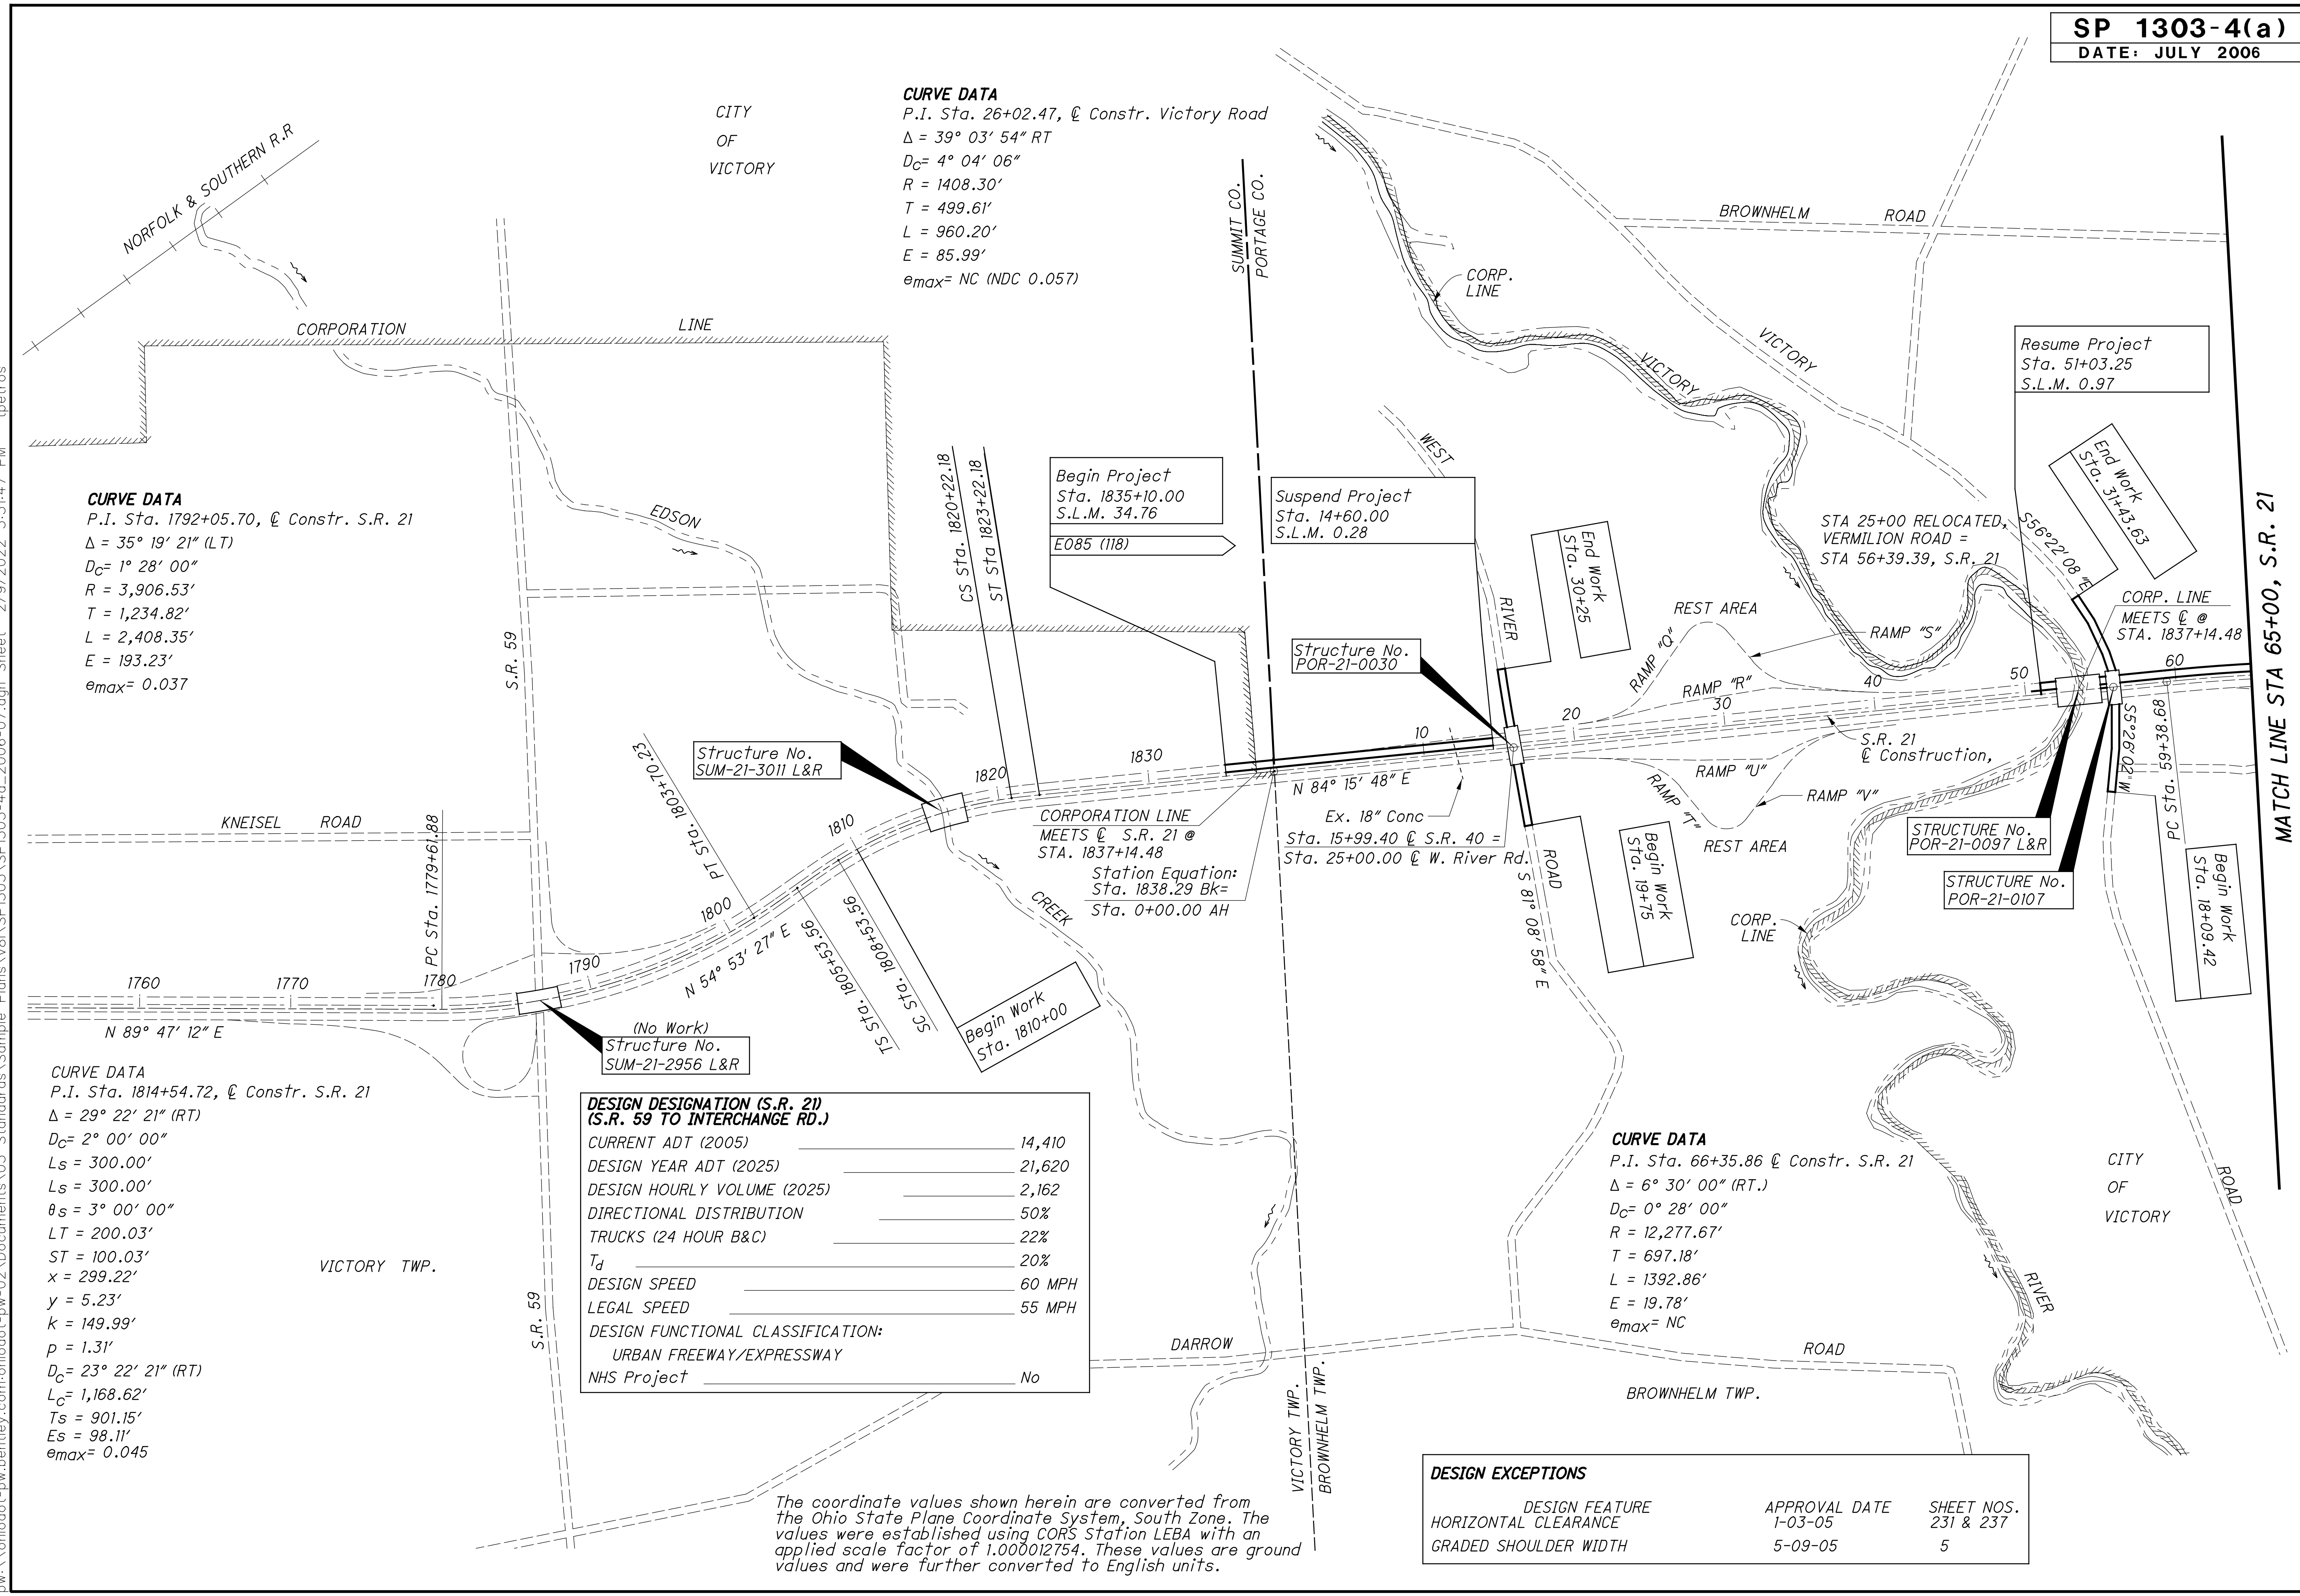 SP 1303-4(a)
DATE: JULY 2006
CITY
OF
VICTORY
CURVE DATA
P.I. Sta. 26+02.47, ℄ Constr. Victory Road
Δ = 39° 03' 54" RT
Dc= 4° 04' 06"
R = 1408.30'
T = 499.61'
L = 960.20'
E = 85.99'
emax= NC (NDC 0.057)
NORFOLK & SOUTHERN R.R
SUMMIT CO.
PORTAGE CO.
BROWNHELM ROAD
CORP.
LINE
CORPORATION LINE
VICTORY
VICTORY
Resume Project
Sta. 51+03.25
S.L.M. 0.97
End Work
Sta. 31+43.63
MATCH LINE STA 65+00, S.R. 21
CURVE DATA
P.I. Sta. 1792+05.70, ℄ Constr. S.R. 21
Δ = 35° 19' 21" (LT)
Dc= 1° 28' 00"
R = 3,906.53'
T = 1,234.82'
L = 2,408.35'
E = 193.23'
emax= 0.037
EDSON
CS Sta. 1820+22.18
ST Sta 1823+22.18
Begin Project
Sta. 1835+10.00
S.L.M. 34.76
E085 (118)
Suspend Project
Sta. 14+60.00
S.L.M. 0.28
WEST
RIVER
End Work
Sta. 30+25
STA 25+00 RELOCATED,
VERMILION ROAD =
STA 56+39.39, S.R. 21
S56°22'08 "E
CORP. LINE
MEETS ℄ @
STA. 1837+14.48
REST AREA
RAMP "Q"
RAMP "S"
RAMP "R"
S.R. 59
Structure No.
POR-21-0030
Structure No.
SUM-21-3011 L&R
PT Sta. 1803+70.23
1760
1770
1780
1790
1800
1810
1820
1830
10
20
30
40
50
60
S.R. 21
℄ Construction,
RAMP "U"
RAMP "V"
RAMP "T"
REST AREA
N 84° 15' 48" E
Ex. 18" Conc
Sta. 15+99.40 ℄ S.R. 40 =
Sta. 25+00.00 ℄ W. River Rd.
CORPORATION LINE
MEETS ℄ S.R. 21 @
STA. 1837+14.48
Station Equation:
Sta. 1838.29 Bk=
Sta. 0+00.00 AH
ROAD
S 81° 08' 58" E
Begin Work
Sta. 19+75
S5°26'02 "W
PC Sta. 59+38.68
STRUCTURE No.
POR-21-0097 L&R
STRUCTURE No.
POR-21-0107
Begin Work
Sta. 18+09.42
CORP.
LINE
KNEISEL ROAD
PC Sta. 1779+61.88
N 54° 53' 27" E
TS Sta. 1805+53.56
SC Sta. 1808+53.56
Begin Work
Sta. 1810+00
CREEK
N 89° 47' 12" E
(No Work)
Structure No.
SUM-21-2956 L&R
CURVE DATA
P.I. Sta. 1814+54.72, ℄ Constr. S.R. 21
Δ = 29° 22' 21" (RT)
Dc= 2° 00' 00"
Ls = 300.00'
Ls = 300.00'
θs = 3° 00' 00"
LT = 200.03'
ST = 100.03'
x = 299.22'
y = 5.23'
k = 149.99'
p = 1.31'
Dc= 23° 22' 21" (RT)
Lc= 1,168.62'
Ts = 901.15'
Es = 98.11'
emax= 0.045
VICTORY TWP.
S.R. 59
DESIGN DESIGNATION (S.R. 21)
(S.R. 59 TO INTERCHANGE RD.)
CURRENT ADT (2005) 14,410
DESIGN YEAR ADT (2025) 21,620
DESIGN HOURLY VOLUME (2025) 2,162
DIRECTIONAL DISTRIBUTION 50%
TRUCKS (24 HOUR B&C) 22%
Td 20%
DESIGN SPEED 60 MPH
LEGAL SPEED 55 MPH
DESIGN FUNCTIONAL CLASSIFICATION:
URBAN FREEWAY/EXPRESSWAY
NHS Project No
DARROW
ROAD
BROWNHELM TWP.
VICTORY TWP.
BROWNHELM TWP.
CURVE DATA
P.I. Sta. 66+35.86 ℄ Constr. S.R. 21
Δ = 6° 30' 00" (RT.)
Dc= 0° 28' 00"
R = 12,277.67'
T = 697.18'
L = 1392.86'
E = 19.78'
emax= NC
CITY
OF
VICTORY
ROAD
RIVER
The coordinate values shown herein are converted from
the Ohio State Plane Coordinate System, South Zone. The
values were established using CORS Station LEBA with an
applied scale factor of 1.000012754. These values are ground
values and were further converted to English units.
DESIGN EXCEPTIONS
DESIGN FEATURE APPROVAL DATE SHEET NOS.
HORIZONTAL CLEARANCE 1-03-05 231 & 237
GRADED SHOULDER WIDTH 5-09-05 5